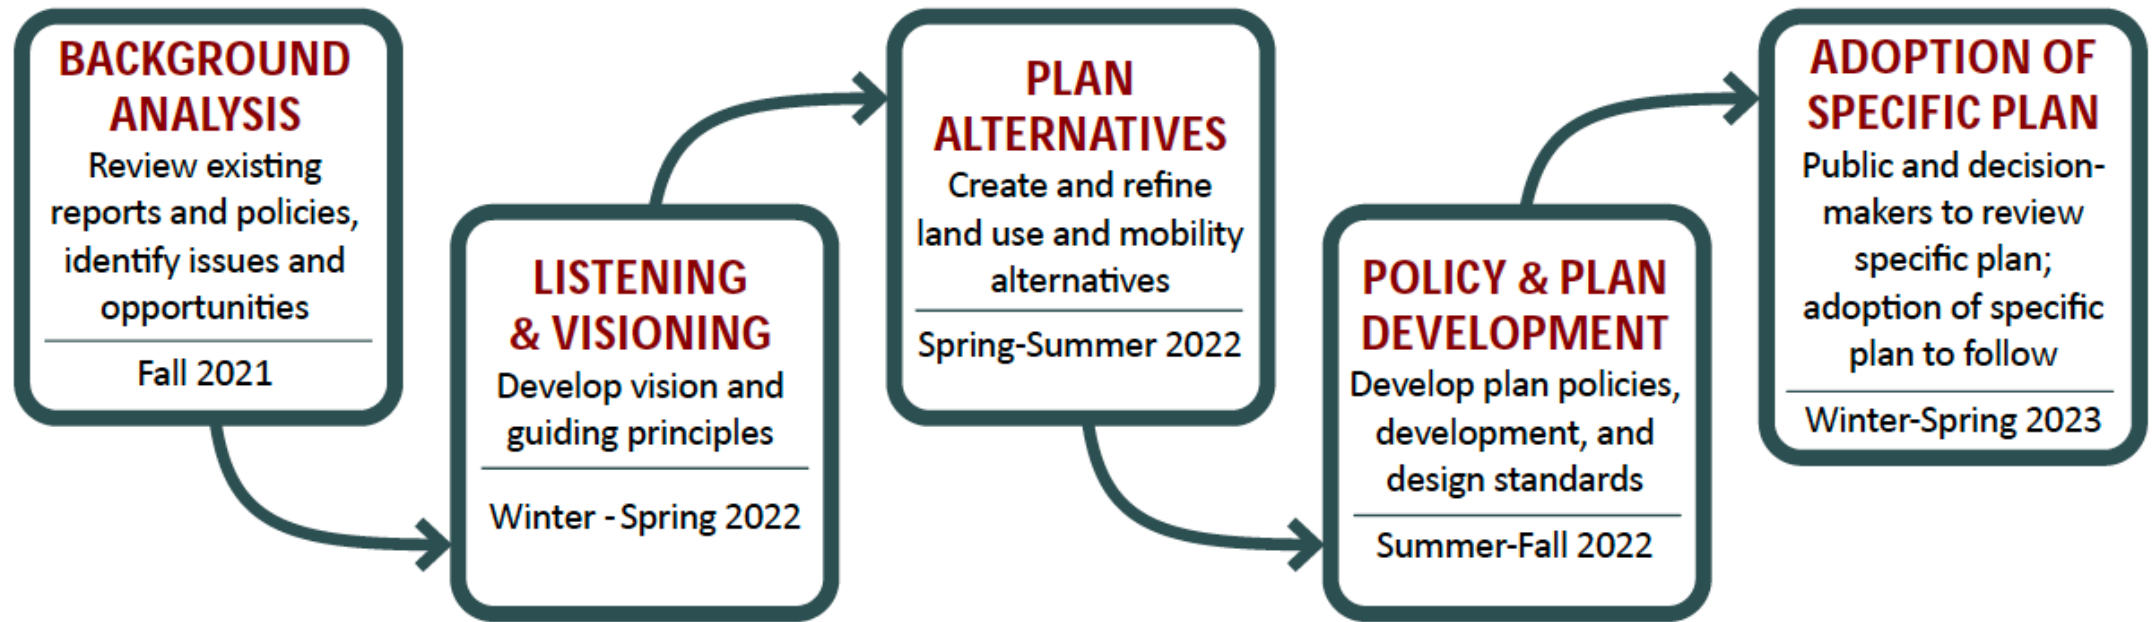 BACKGROUND
ANALYSIS
Review existing
reports and policies,
identify issues and
opportunities
Fall 2021
LISTENING
& VISIONING
Develop vision and
guiding principles
Winter - Spring 2022
PLAN
ALTERNATIVES
Create and refine
land use and mobility
alternatives
Spring-Summer 2022
POLICY & PLAN
DEVELOPMENT
Develop plan policies,
development, and
design standards
Summer-Fall 2022
ADOPTION OF
SPECIFIC PLAN
Public and decision-
makers to review
specific plan;
adoption of specific
plan to follow
Winter-Spring 2023